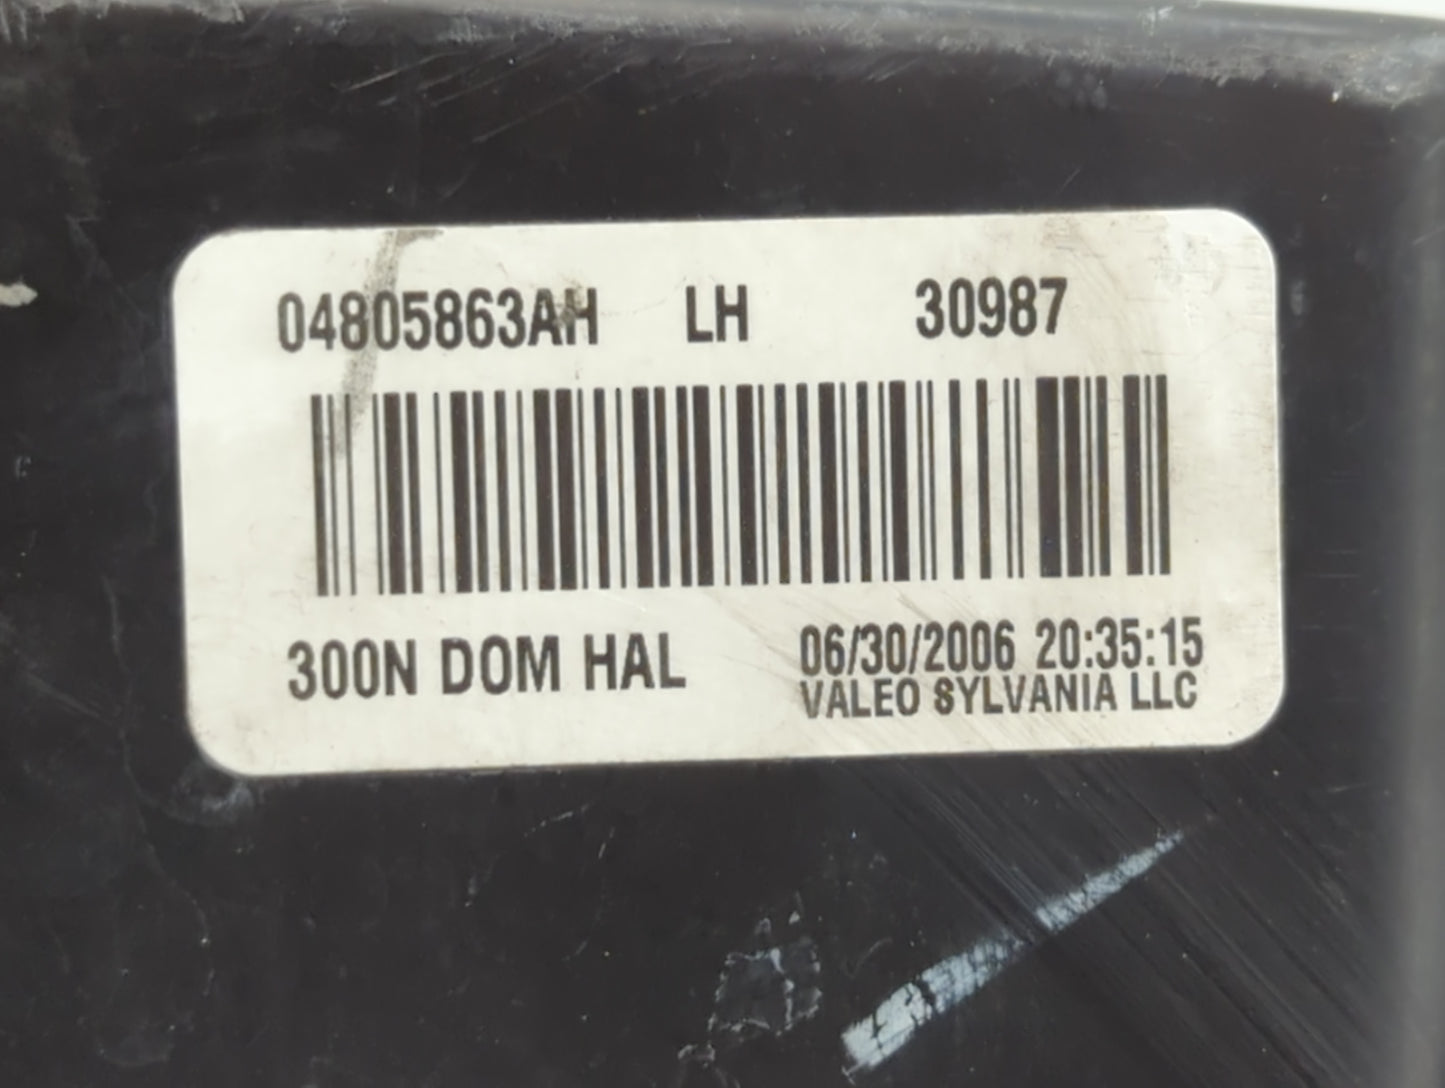 04805863AH LH 30987
300N DOM HAL 06/30/2006 20:35:15
VALEO SYLVANIA LLC